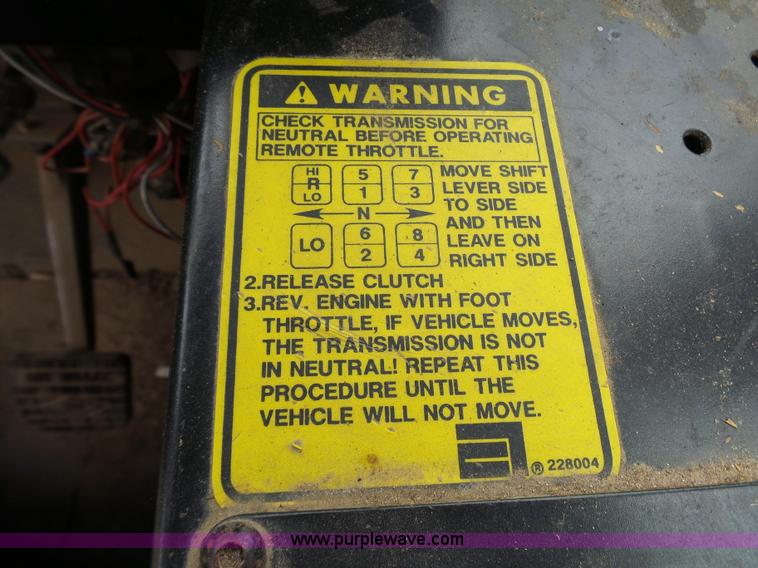 WARNING
CHECK TRANSMISSION FOR
NEUTRAL BEFORE OPERATING
REMOTE THROTTLE.
HI R LO 5 1 7 3
N
LO 6 2 8 4
MOVE SHIFT
LEVER SIDE
TO SIDE
AND THEN
LEAVE ON
RIGHT SIDE
2.RELEASE CLUTCH
3.REV. ENGINE WITH FOOT
THROTTLE, IF VEHICLE MOVES,
THE TRANSMISSION IS NOT
IN NEUTRAL! REPEAT THIS
PROCEDURE UNTIL THE
VEHICLE WILL NOT MOVE.
® 228004
www.purplewave.com